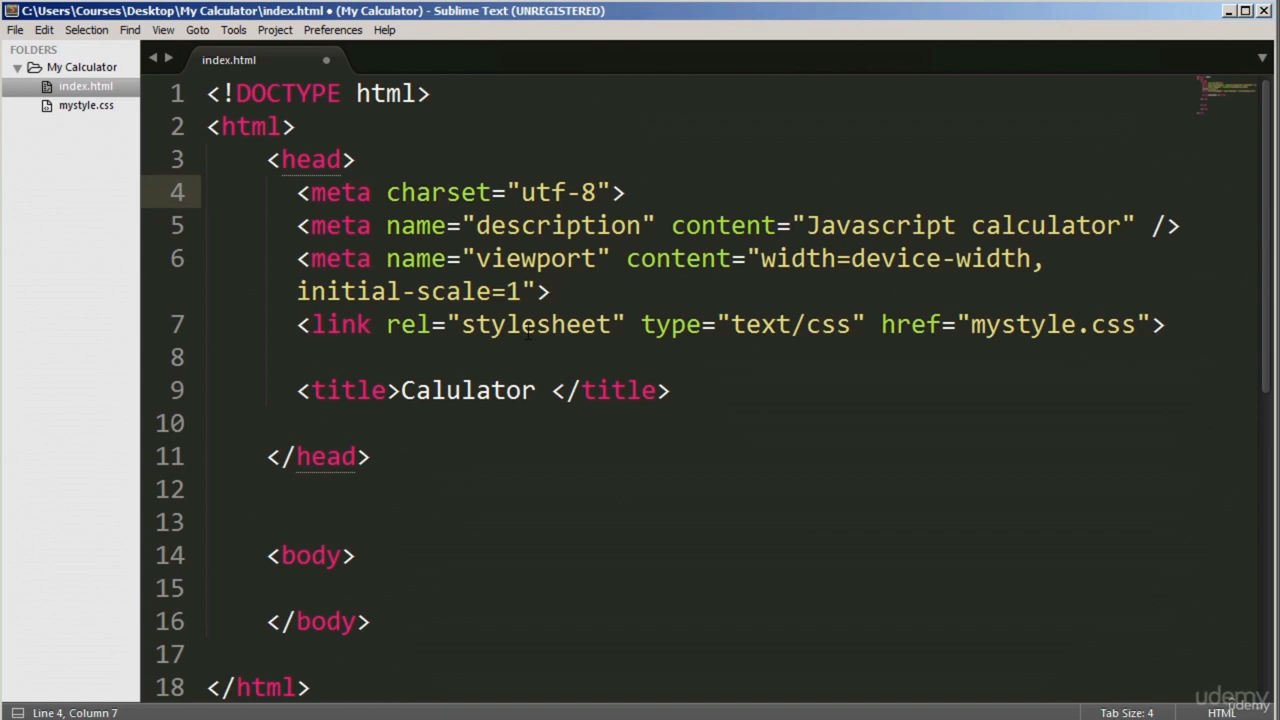 C:\Users\Courses\Desktop\My Calculator\index.html • (My Calculator) - Sublime Text (UNREGISTERED)
File Edit Selection Find View Goto Tools Project Preferences Help
FOLDERS
My Calculator
index.html
mystyle.css
index.html
1 <!DOCTYPE html>
2 <html>
3 <head>
4 <meta charset="utf-8">
5 <meta name="description" content="Javascript calculator" />
6 <meta name="viewport" content="width=device-width,
initial-scale=1">
7 <link rel="stylesheet" type="text/css" href="mystyle.css">
8
9 <title>Calulator </title>
10
11 </head>
12
13
14 <body>
15
16 </body>
17
18 </html>
Line 4, Column 7
Tab Size: 4
HTML
udemy
udemy